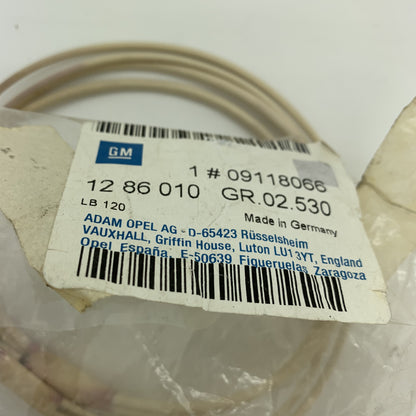 GM
1 # 09118066
12 86 010 GR.02.530
LB 120 Made in Germany
ADAM OPEL AG - D-65423 Rüsselsheim
VAUXHALL, Griffin House, Luton LU1 3YT, England
Opel España, E-50639 Figueruelas, Zaragoza